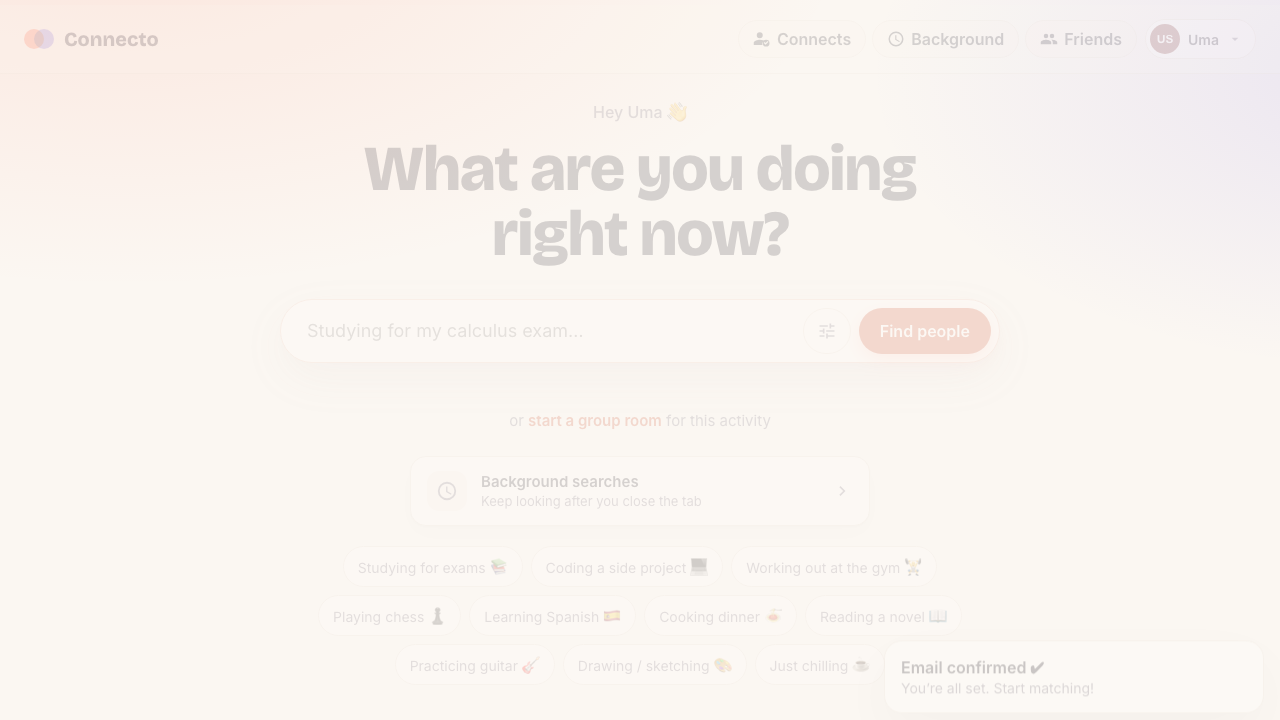 Connecto
Connects
Background
Friends
US
Uma
Hey Uma 👋
What are you doing
right now?
Studying for my calculus exam...
Find people
or start a group room for this activity
Background searches
Keep looking after you close the tab
Studying for exams 📚
Coding a side project 💻
Working out at the gym 🏋️
Playing chess ♟️
Learning Spanish 🇪🇸
Cooking dinner 🍝
Reading a novel 📖
Practicing guitar 🎸
Drawing / sketching 🎨
Just chilling ☕
Email confirmed ✔
You're all set. Start matching!